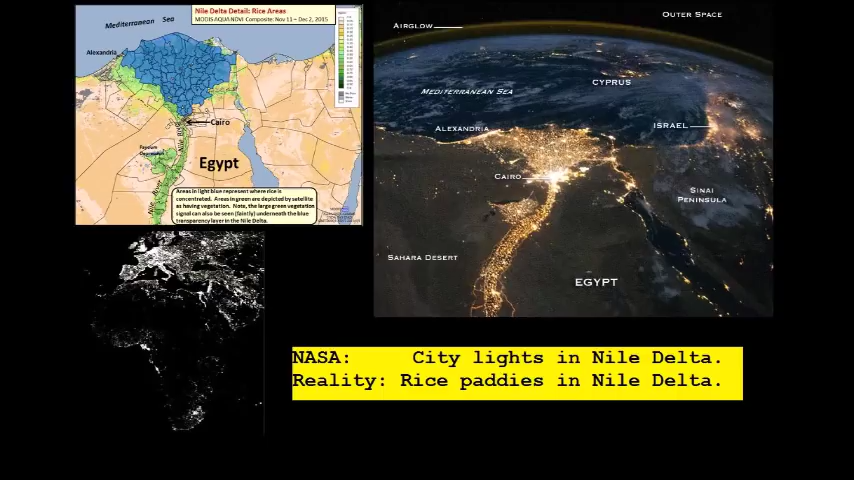 Nile Delta Detail: Rice Areas
MODIS AQUA NDVI Composite: Nov 11 – Dec 2, 2015
Mediterranean Sea
Alexandria
Cairo
Nile River
Fayoum
Depression
Egypt
Areas in light blue represent where rice is
concentrated. Areas in green are depicted by satellite
as having vegetation. Note, the large green vegetation
signal can also be seen (faintly) underneath the blue
transparency layer in the Nile Delta.
OUTER SPACE
AIRGLOW
CYPRUS
MEDITERRANEAN SEA
ALEXANDRIA
ISRAEL
CAIRO
SINAI
PENINSULA
SAHARA DESERT
EGYPT
NASA: City lights in Nile Delta.
Reality: Rice paddies in Nile Delta.